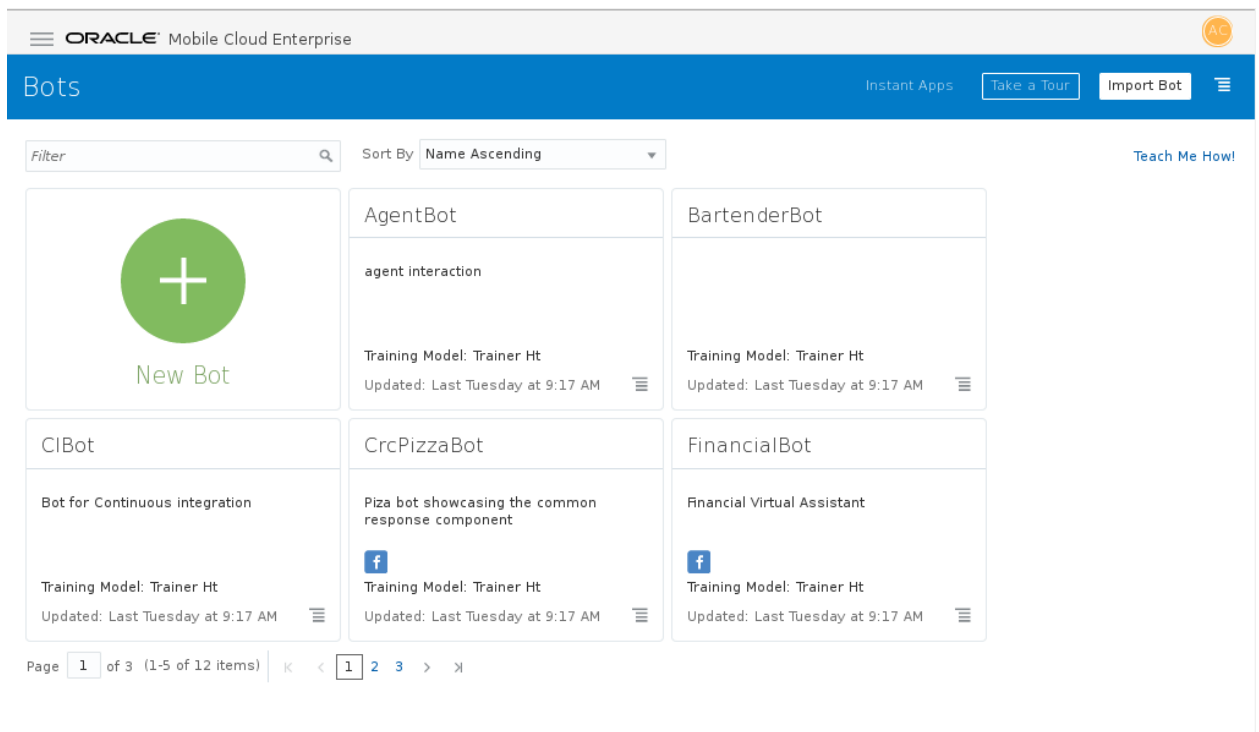 ORACLE Mobile Cloud Enterprise
AC
Bots
Instant Apps
Take a Tour
Import Bot
Filter
Sort By Name Ascending
Teach Me How!
New Bot
AgentBot
agent interaction
Training Model: Trainer Ht
Updated: Last Tuesday at 9:17 AM
BartenderBot
Training Model: Trainer Ht
Updated: Last Tuesday at 9:17 AM
CIBot
Bot for Continuous integration
Training Model: Trainer Ht
Updated: Last Tuesday at 9:17 AM
CrcPizzaBot
Piza bot showcasing the common
response component
f
Training Model: Trainer Ht
Updated: Last Tuesday at 9:17 AM
FinancialBot
Financial Virtual Assistant
f
Training Model: Trainer Ht
Updated: Last Tuesday at 9:17 AM
Page 1 of 3 (1-5 of 12 items) 1 2 3